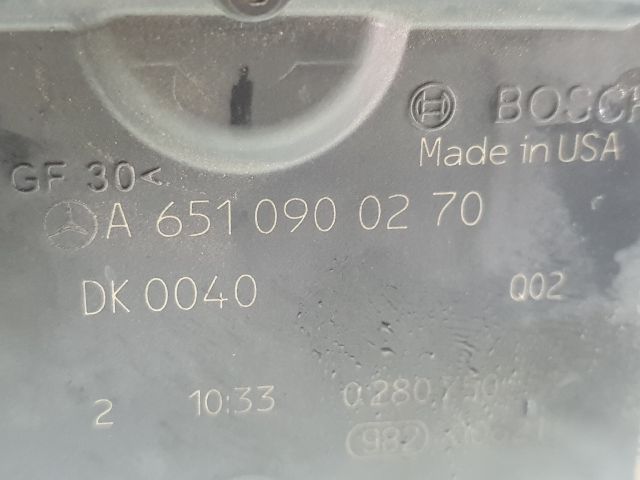 BOSCH
Made in USA
GF 30<
A 651 090 02 70
DK 0040 Q02
2 10:33 0 280 750
982